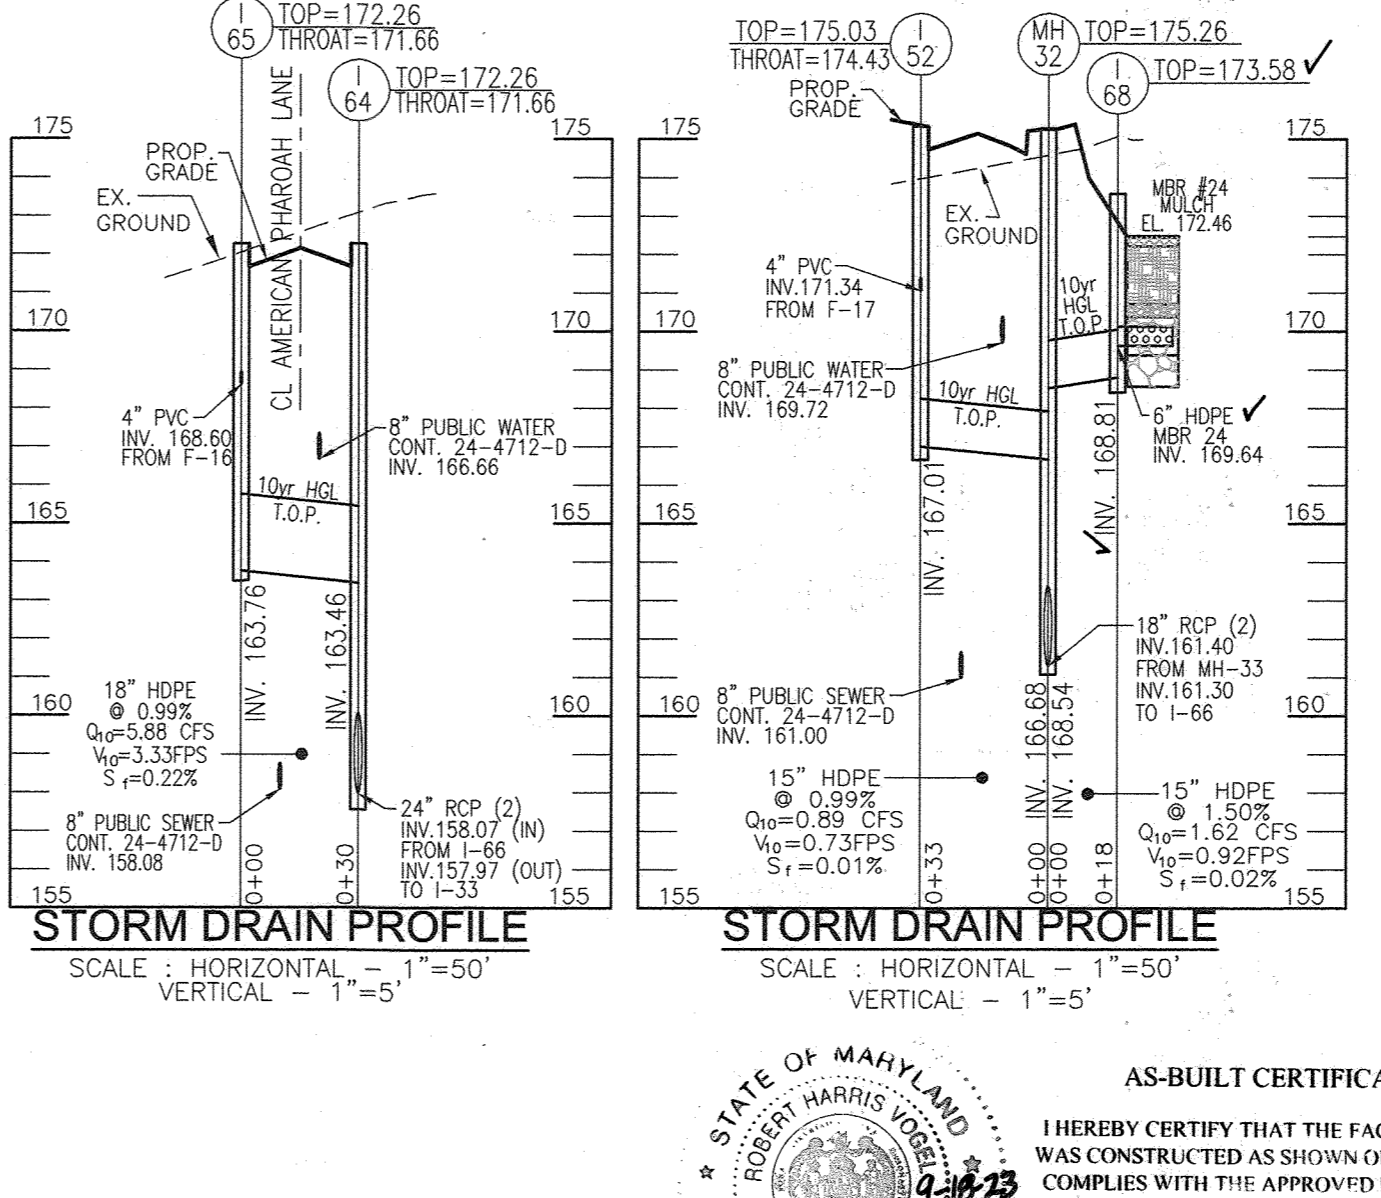 I
65
TOP=172.26
THROAT=171.66
I
64
TOP=172.26
THROAT=171.66
CL AMERICAN PHAROAH LANE
175
175
PROP.
GRADE
EX.
GROUND
170
170
4" PVC
INV. 168.60
FROM F-16
8" PUBLIC WATER
CONT. 24-4712-D
INV. 166.66
10yr HGL
T.O.P.
165
165
INV. 163.76
INV. 163.46
160
160
18" HDPE
@ 0.99%
Q10=5.88 CFS
V10=3.33FPS
Sf=0.22%
8" PUBLIC SEWER
CONT. 24-4712-D
INV. 158.08
24" RCP (2)
INV.158.07 (IN)
FROM I-66
INV.157.97 (OUT)
TO I-33
0+00
0+30
155
155
STORM DRAIN PROFILE
SCALE : HORIZONTAL - 1"=50'
VERTICAL - 1"=5'
TOP=175.03
THROAT=174.43
I
52
MH
32
TOP=175.26
I
68
TOP=173.58 ✓
PROP.
GRADE
175
175
EX.
GROUND
MBR #24
MULCH
EL. 172.46
4" PVC
INV.171.34
FROM F-17
10yr
HGL
T.O.P.
170
170
8" PUBLIC WATER
CONT. 24-4712-D
INV. 169.72
10yr HGL
T.O.P.
6" HDPE ✓
MBR 24
INV. 169.64
INV. 167.01
✓ INV. 168.81
165
165
18" RCP (2)
INV.161.40
FROM MH-33
INV.161.30
TO I-66
8" PUBLIC SEWER
CONT. 24-4712-D
INV. 161.00
160
160
INV. 166.68
INV. 168.54
15" HDPE
@ 0.99%
Q10=0.89 CFS
V10=0.73FPS
Sf=0.01%
15" HDPE
@ 1.50%
Q10=1.62 CFS
V10=0.92FPS
Sf=0.02%
0+33
0+00
0+00
0+18
155
155
STORM DRAIN PROFILE
SCALE : HORIZONTAL - 1"=50'
VERTICAL - 1"=5'
STATE OF MARYLAND
ROBERT HARRIS VOGEL
9-18-23
AS-BUILT CERTIFICA
I HEREBY CERTIFY THAT THE FAC
WAS CONSTRUCTED AS SHOWN O
COMPLIES WITH THE APPROVED